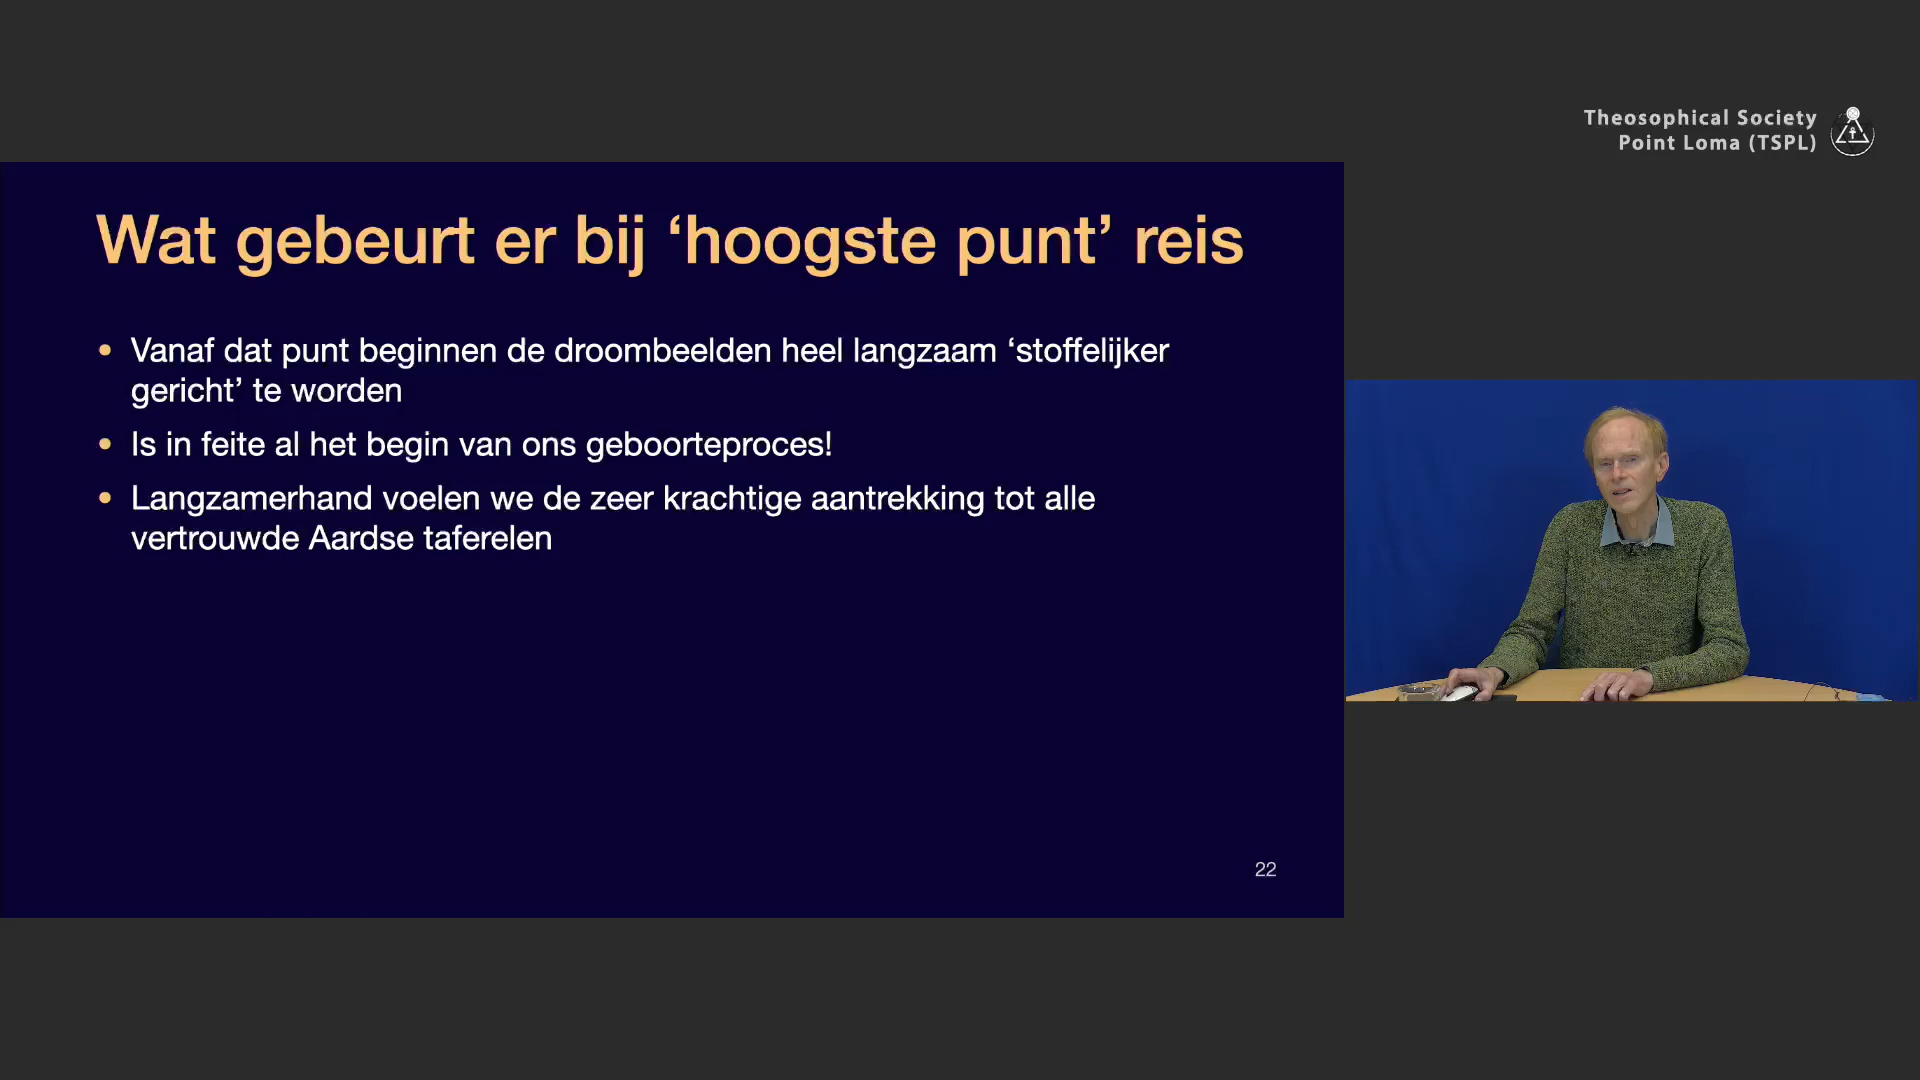 Theosophical Society
Point Loma (TSPL)
Wat gebeurt er bij ‘hoogste punt’ reis
• Vanaf dat punt beginnen de droombeelden heel langzaam ‘stoffelijker
gericht’ te worden
• Is in feite al het begin van ons geboorteproces!
• Langzamerhand voelen we de zeer krachtige aantrekking tot alle
vertrouwde Aardse taferelen
22